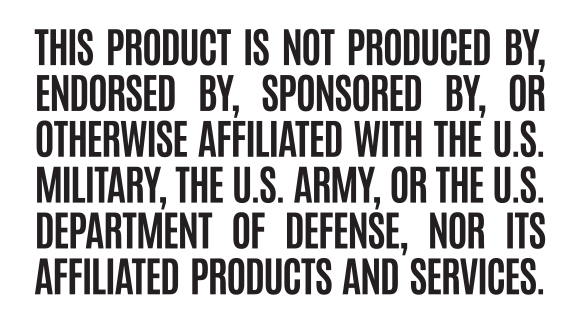 THIS PRODUCT IS NOT PRODUCED BY,
ENDORSED BY, SPONSORED BY, OR
OTHERWISE AFFILIATED WITH THE U.S.
MILITARY, THE U.S. ARMY, OR THE U.S.
DEPARTMENT OF DEFENSE, NOR ITS
AFFILIATED PRODUCTS AND SERVICES.